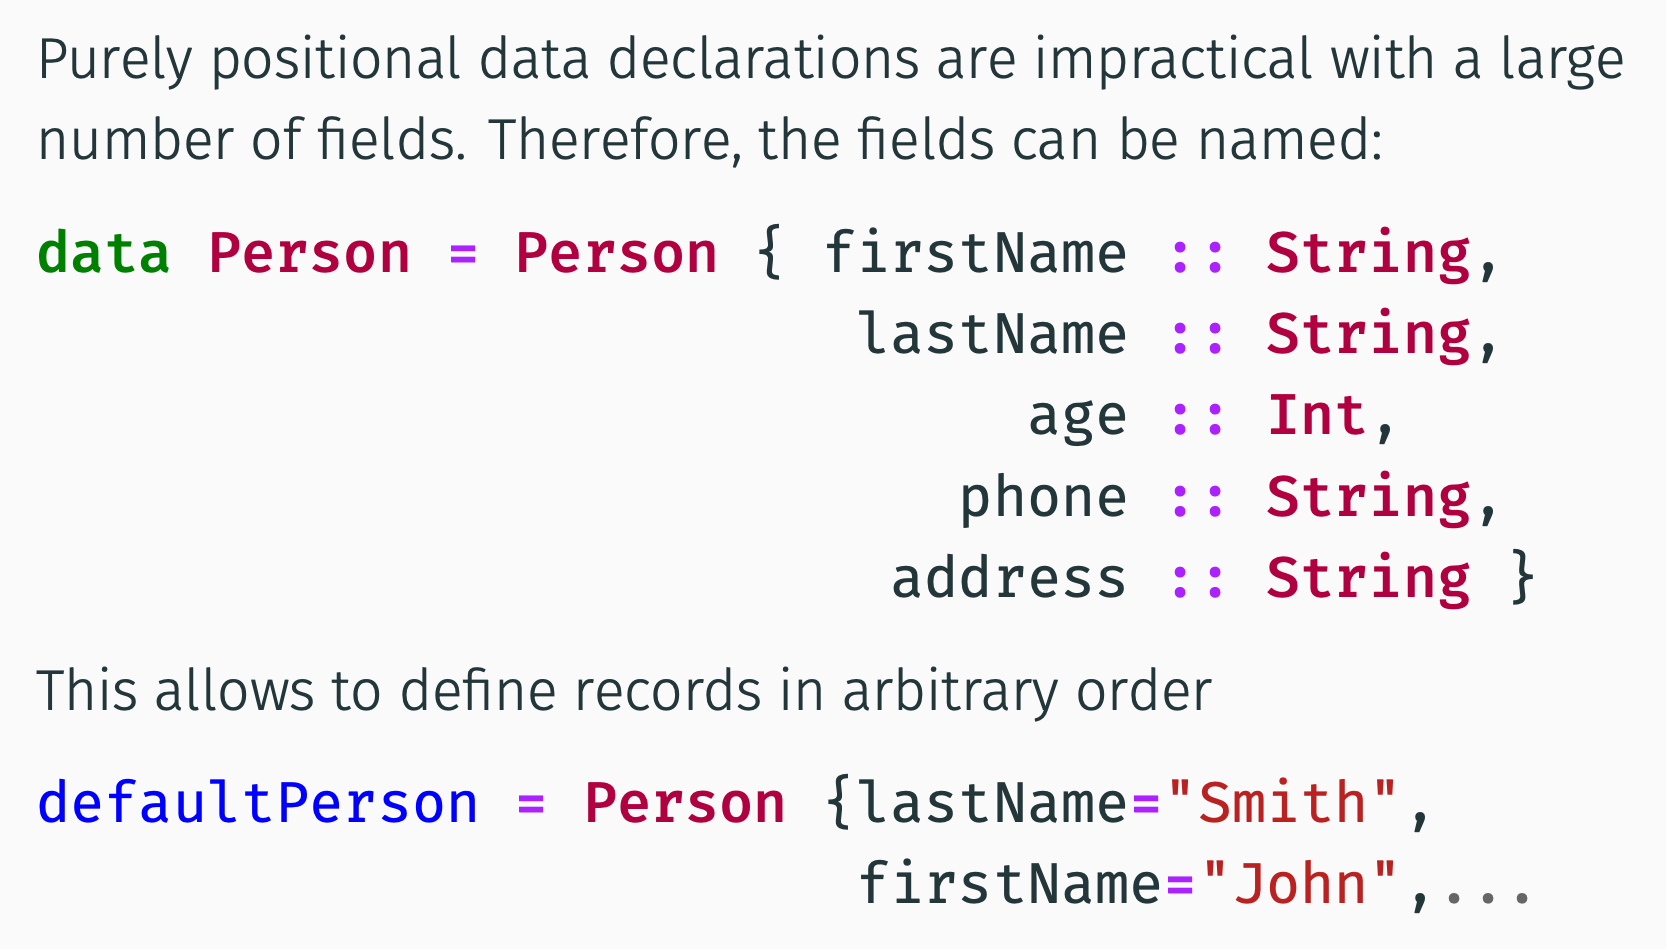 Purely positional data declarations are impractical with a large
number of fields. Therefore, the fields can be named:
data Person = Person { firstName :: String,
lastName :: String,
age :: Int,
phone :: String,
address :: String }
This allows to define records in arbitrary order
defaultPerson = Person {lastName="Smith",
firstName="John",...